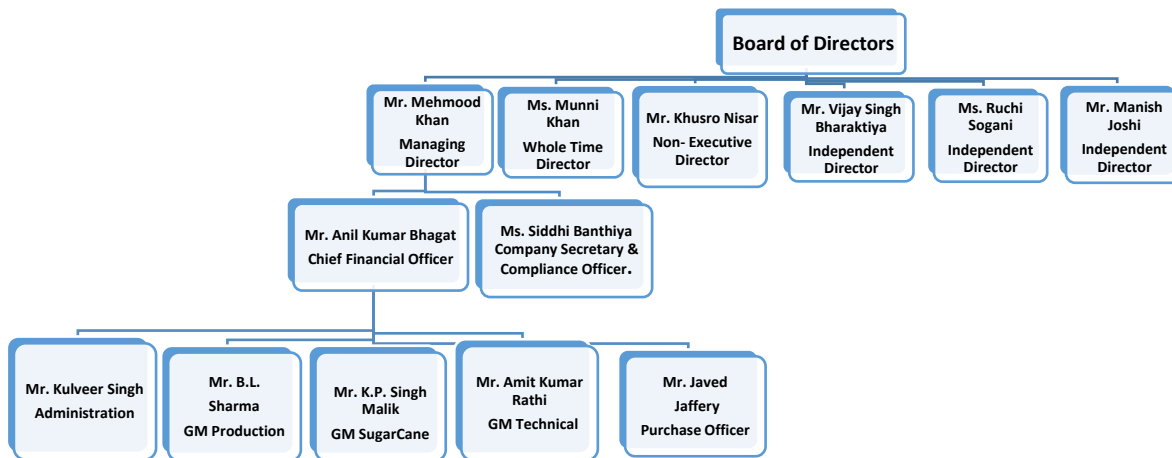 Board of Directors
Mr. Mehmood
Khan
Managing
Director
Ms. Munni
Khan
Whole Time
Director
Mr. Khusro Nisar
Non- Executive
Director
Mr. Vijay Singh
Bharaktiya
Independent
Director
Ms. Ruchi
Sogani
Independent
Director
Mr. Manish
Joshi
Independent
Director
Mr. Anil Kumar Bhagat
Chief Financial Officer
Ms. Siddhi Banthiya
Company Secretary &
Compliance Officer.
Mr. Kulveer Singh
Administration
Mr. B.L.
Sharma
GM Production
Mr. K.P. Singh
Malik
GM SugarCane
Mr. Amit Kumar
Rathi
GM Technical
Mr. Javed
Jaffery
Purchase Officer